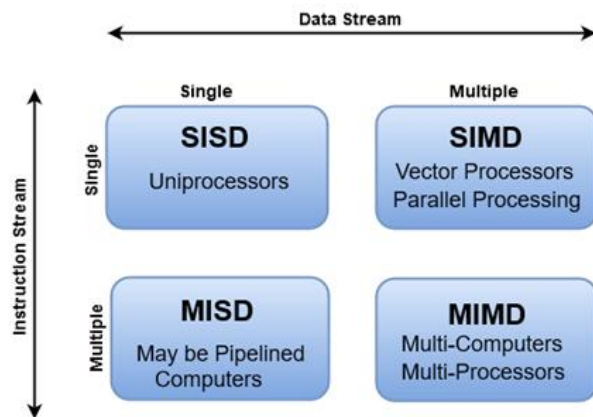 Data Stream
Single
Multiple
Instruction Stream
SIngle
SISD
Uniprocessors
SIMD
Vector Processors
Parallel Processing
Multiple
MISD
May be Pipelined
Computers
MIMD
Multi-Computers
Multi-Processors